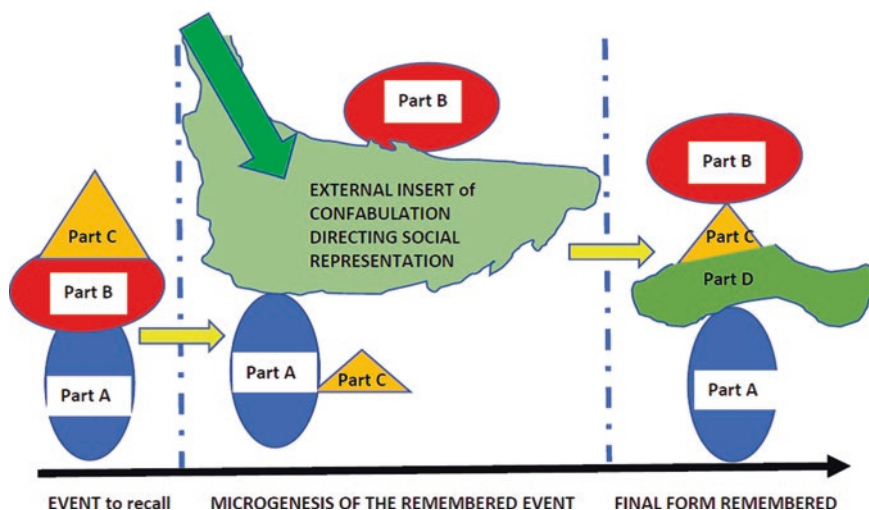 Part C
Part B
Part A
EXTERNAL INSERT of
CONFABULATION
DIRECTING SOCIAL
REPRESENTATION
Part B
Part A
Part C
Part B
Part C
Part D
Part A
EVENT to recall
MICROGENESIS OF THE REMEMBERED EVENT
FINAL FORM REMEMBERED